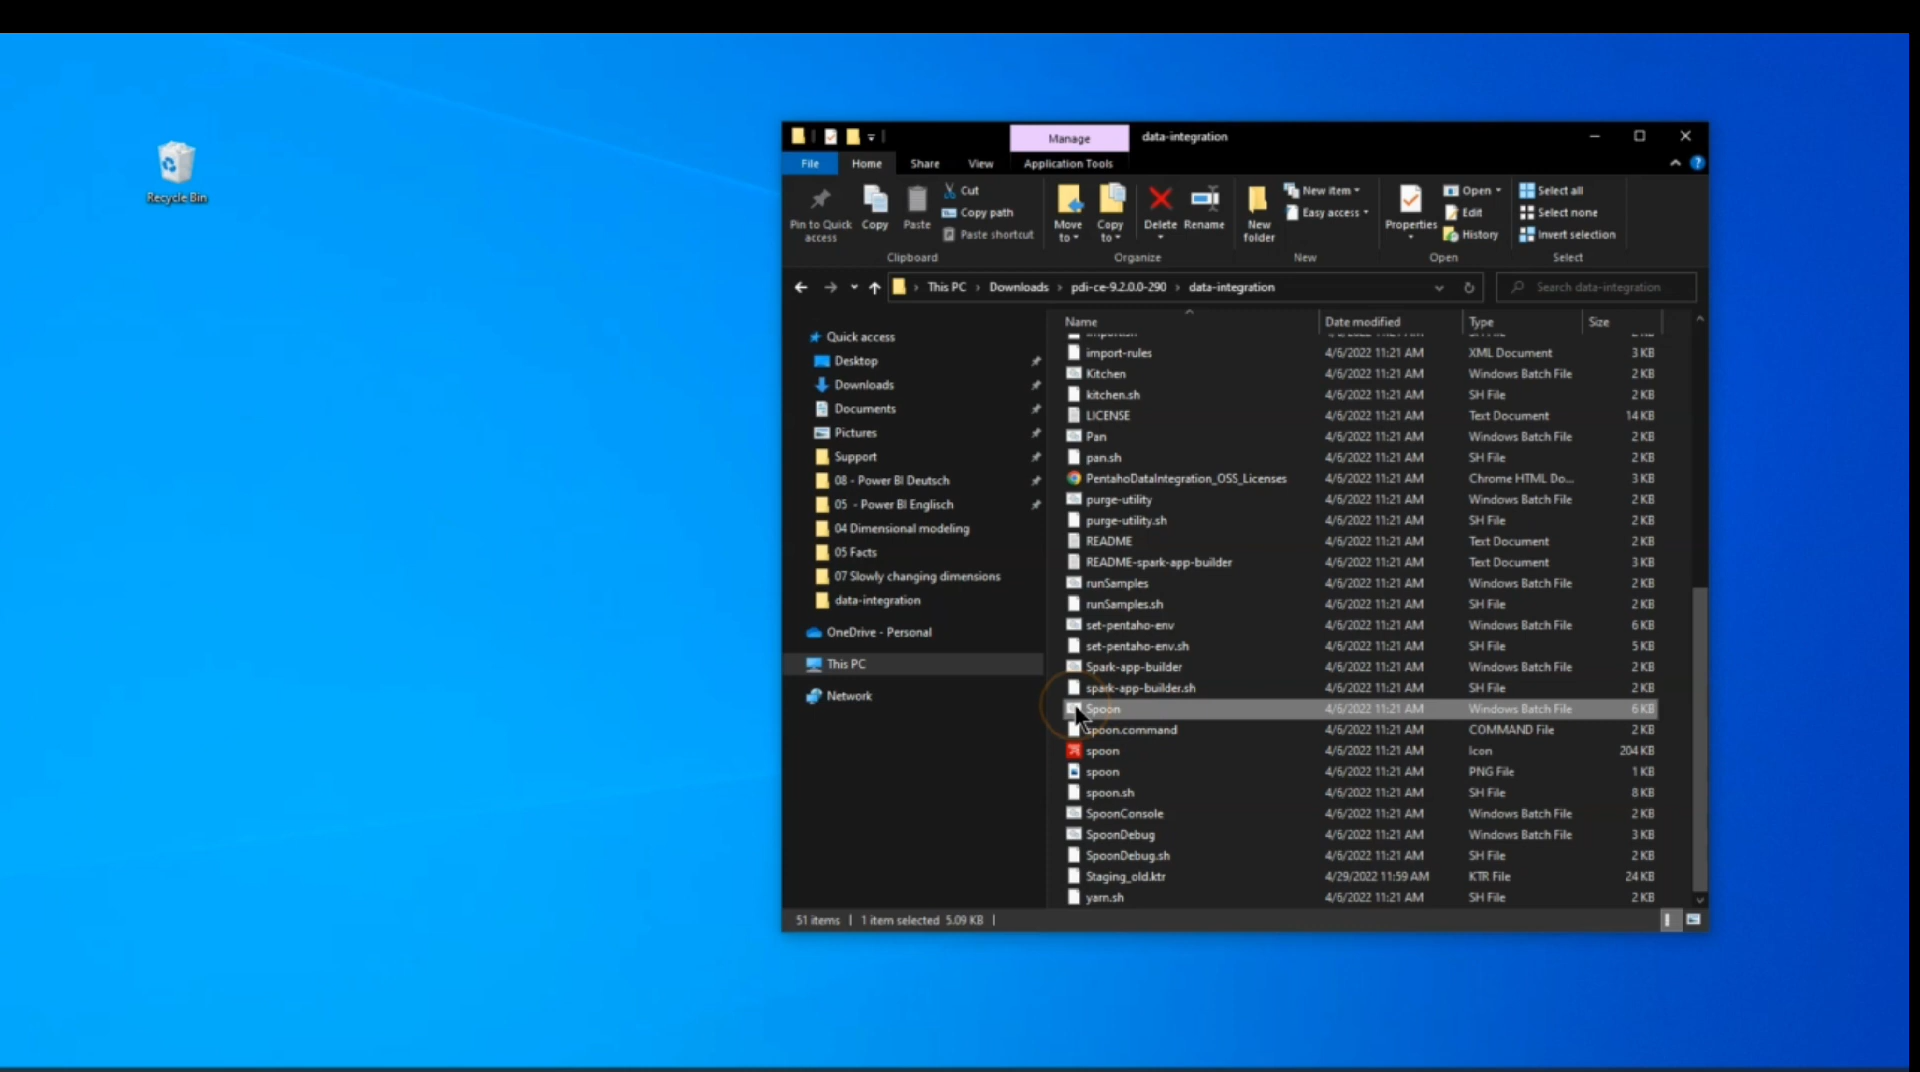 Recycle Bin
Manage
data-integration
File
Home
Share
View
Application Tools
Pin to Quick access
Copy
Paste
Cut
Copy path
Paste shortcut
Clipboard
Move to
Copy to
Delete
Rename
Organize
New folder
New item
Easy access
New
Properties
Open
Edit
History
Open
Select all
Select none
Invert selection
Select
This PC > Downloads > pdi-ce-9.2.0.0-290 > data-integration
Search data-integration
Quick access
Desktop
Downloads
Documents
Pictures
Support
08 - Power BI Deutsch
05 - Power BI Englisch
04 Dimensional modeling
05 Facts
07 Slowly changing dimensions
data-integration
OneDrive - Personal
This PC
Network
Name Date modified Type Size
import-rules 4/6/2022 11:21 AM XML Document 3 KB
Kitchen 4/6/2022 11:21 AM Windows Batch File 2 KB
kitchen.sh 4/6/2022 11:21 AM SH File 2 KB
LICENSE 4/6/2022 11:21 AM Text Document 14 KB
Pan 4/6/2022 11:21 AM Windows Batch File 2 KB
pan.sh 4/6/2022 11:21 AM SH File 2 KB
PentahoDataIntegration_OSS_Licenses 4/6/2022 11:21 AM Chrome HTML Do... 3 KB
purge-utility 4/6/2022 11:21 AM Windows Batch File 2 KB
purge-utility.sh 4/6/2022 11:21 AM SH File 2 KB
README 4/6/2022 11:21 AM Text Document 2 KB
README-spark-app-builder 4/6/2022 11:21 AM Text Document 3 KB
runSamples 4/6/2022 11:21 AM Windows Batch File 2 KB
runSamples.sh 4/6/2022 11:21 AM SH File 2 KB
set-pentaho-env 4/6/2022 11:21 AM Windows Batch File 6 KB
set-pentaho-env.sh 4/6/2022 11:21 AM SH File 5 KB
Spark-app-builder 4/6/2022 11:21 AM Windows Batch File 2 KB
spark-app-builder.sh 4/6/2022 11:21 AM SH File 2 KB
Spoon 4/6/2022 11:21 AM Windows Batch File 6 KB
spoon.command 4/6/2022 11:21 AM COMMAND File 2 KB
spoon 4/6/2022 11:21 AM Icon 204 KB
spoon 4/6/2022 11:21 AM PNG File 1 KB
spoon.sh 4/6/2022 11:21 AM SH File 8 KB
SpoonConsole 4/6/2022 11:21 AM Windows Batch File 2 KB
SpoonDebug 4/6/2022 11:21 AM Windows Batch File 3 KB
SpoonDebug.sh 4/6/2022 11:21 AM SH File 2 KB
Staging_old.ktr 4/29/2022 11:59 AM KTR File 24 KB
yarn.sh 4/6/2022 11:21 AM SH File 2 KB
51 items | 1 item selected 5.09 KB |